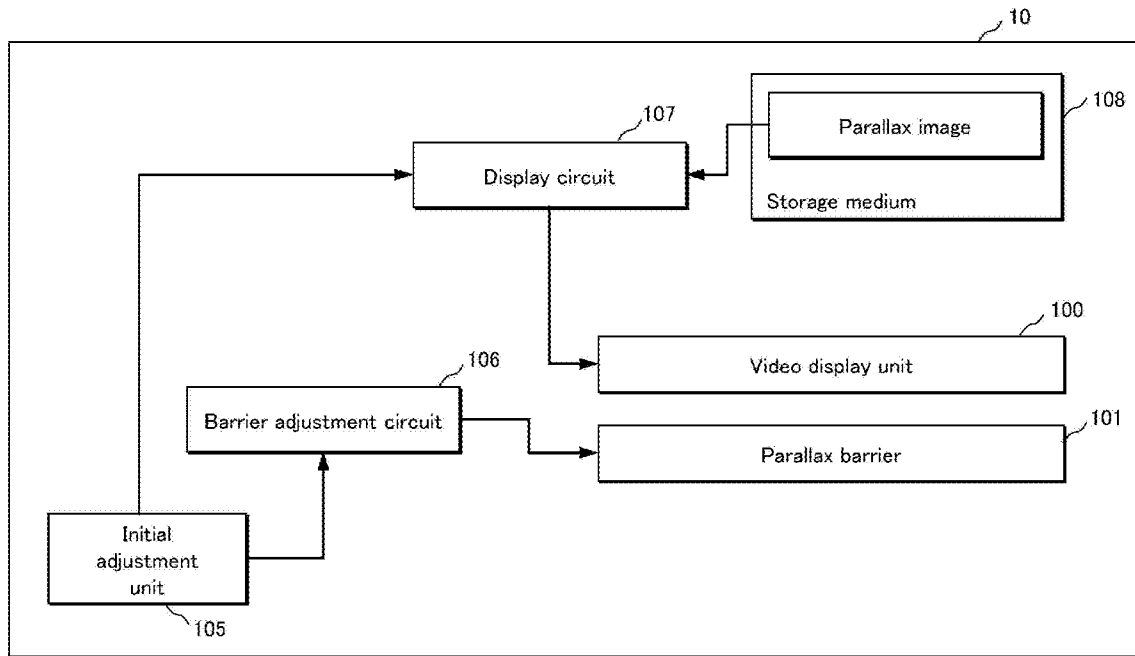 10
108
107
Parallax image
Display circuit
Storage medium
100
106
Video display unit
Barrier adjustment circuit
101
Parallax barrier
Initial
adjustment
unit
105